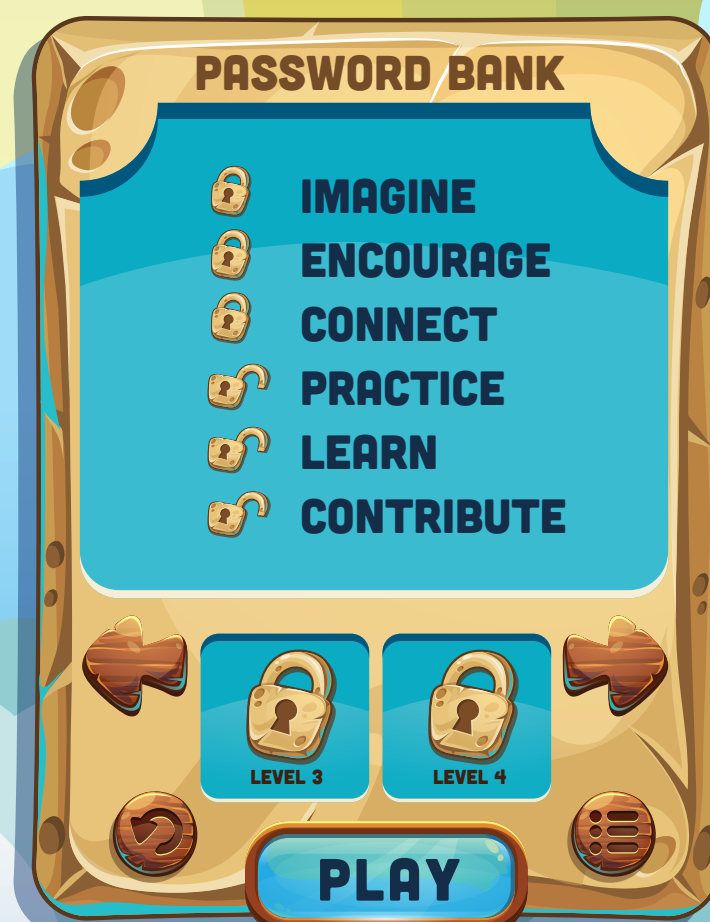 PASSWORD BANK
IMAGINE
ENCOURAGE
CONNECT
PRACTICE
LEARN
CONTRIBUTE
LEVEL 3
LEVEL 4
PLAY